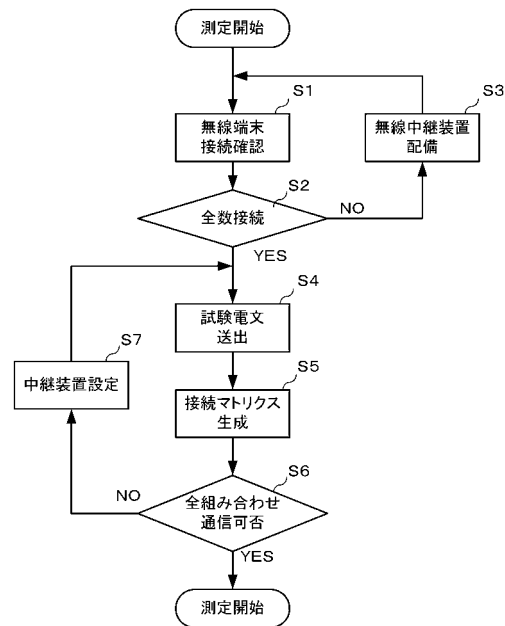 測定開始
S1
無線端末
接続確認
S3
無線中継装置
配備
S2
全数接続
NO
YES
S4
試験電文
送出
S7
中継装置設定
S5
接続マトリクス
生成
S6
全組み合わせ
通信可否
NO
YES
測定開始